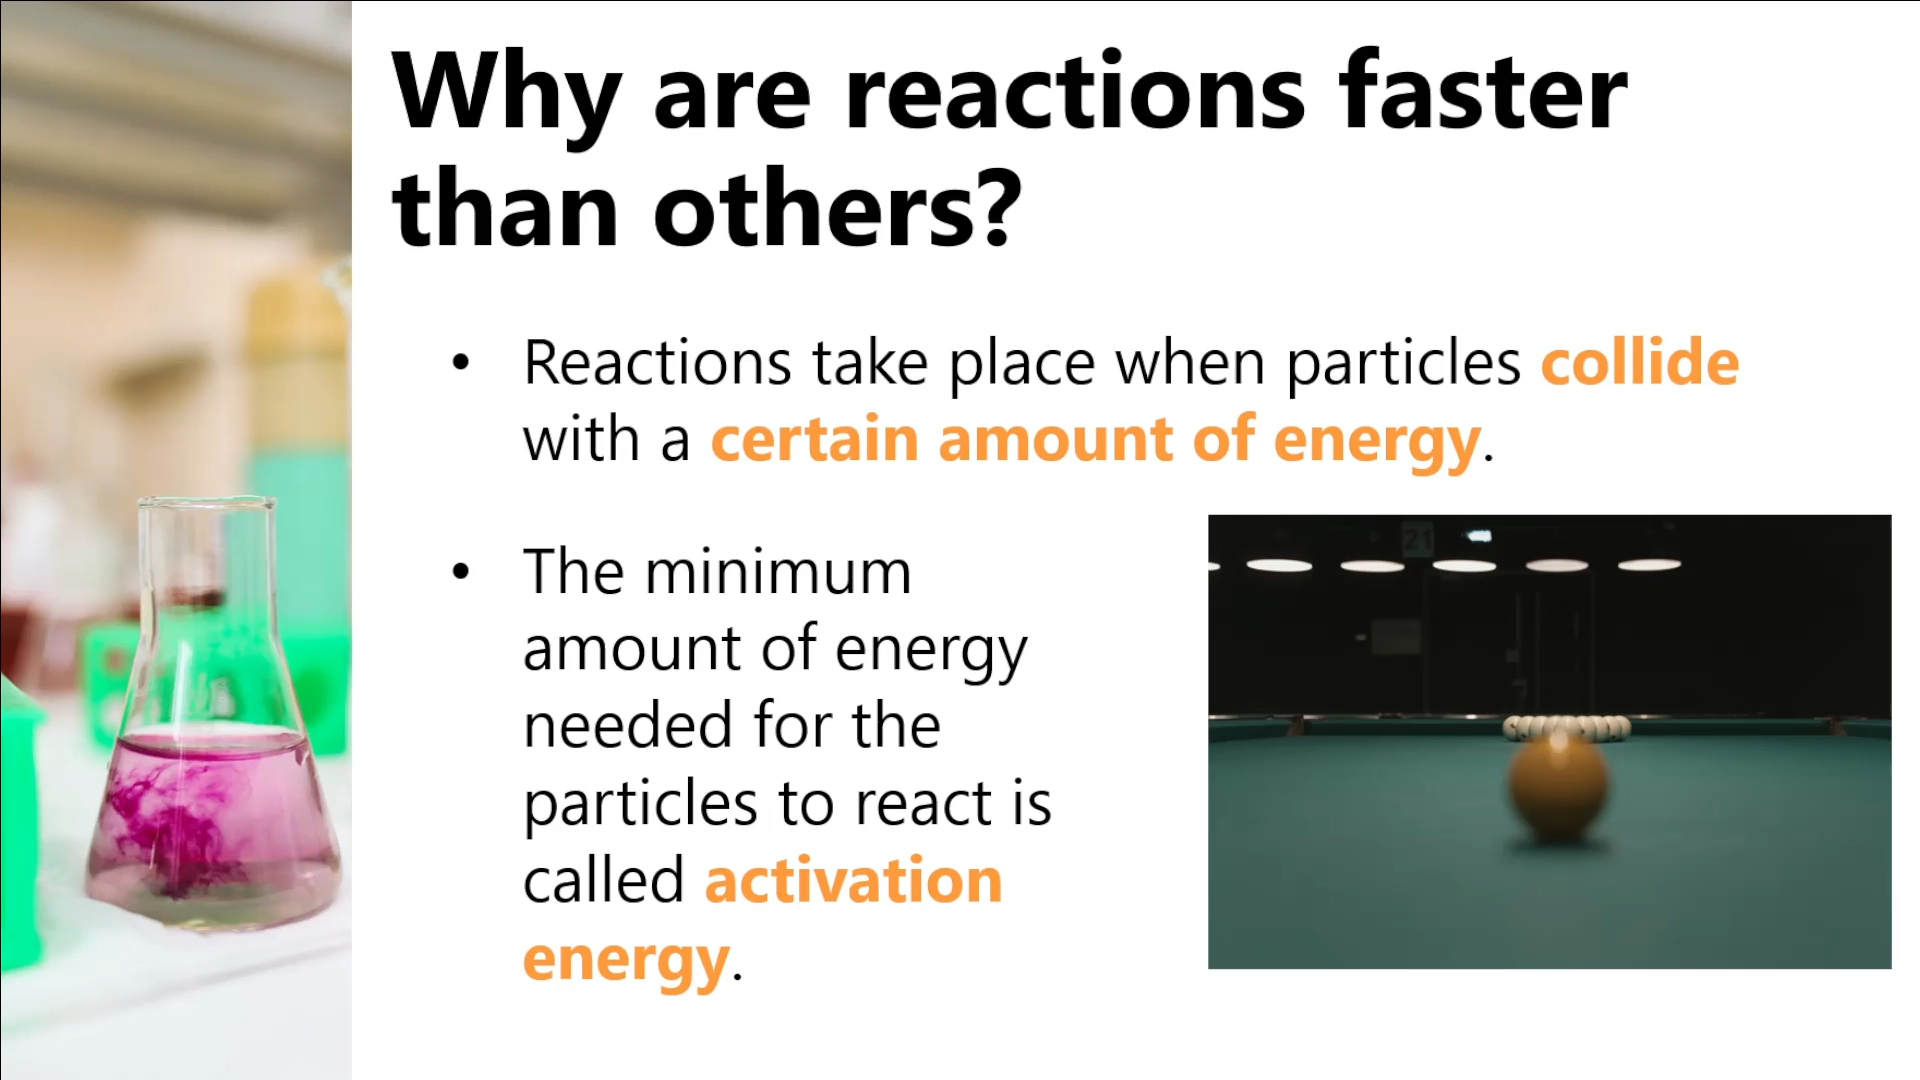 Why are reactions faster
than others?
• Reactions take place when particles collide
with a certain amount of energy.
• The minimum
amount of energy
needed for the
particles to react is
called activation
energy.
21